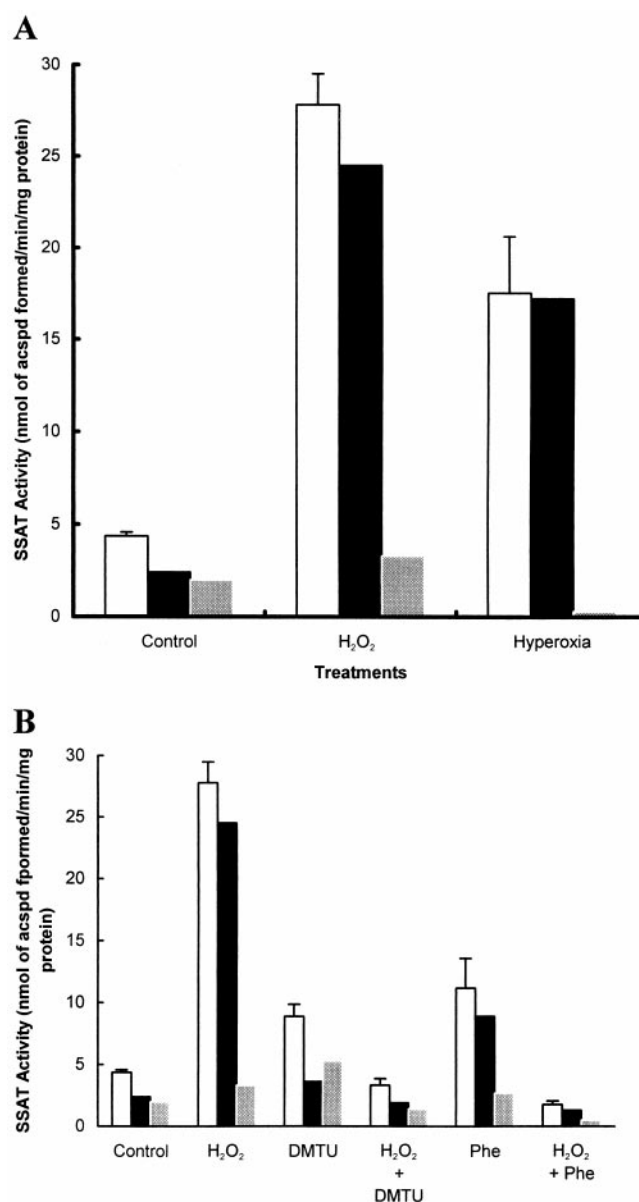 A
SSAT Activity (nmol of acspd formed/min/mg protein)
30
25
20
15
10
5
0
Control
H₂O₂
Hyperoxia
Treatments
B
SSAT Activity (nmol of acspd fpormed/min/mg
protein)
30
25
20
15
10
5
0
Control
H₂O₂
DMTU
H₂O₂
+
DMTU
Phe
H₂O₂
+ Phe